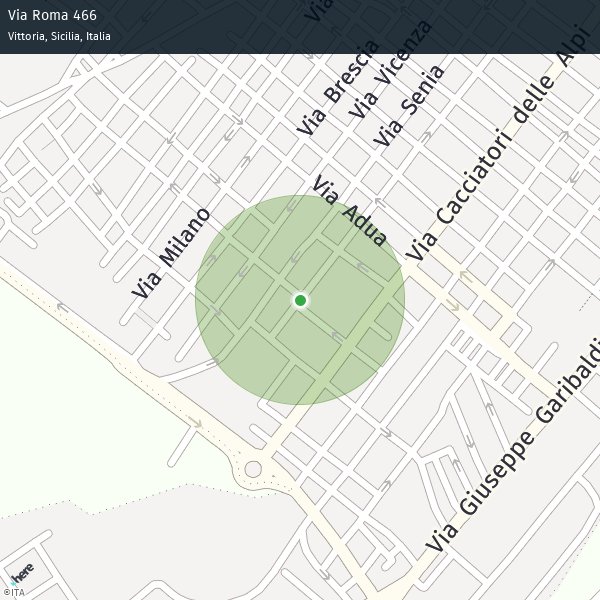 Via Roma 466
Vittoria, Sicilia, Italia
Via Brescia
Via Vicenza
Via Senia
Via Cacciatori delle Alpi
Via Adua
Via Milano
Via Giuseppe Garibaldi
here
©ITA